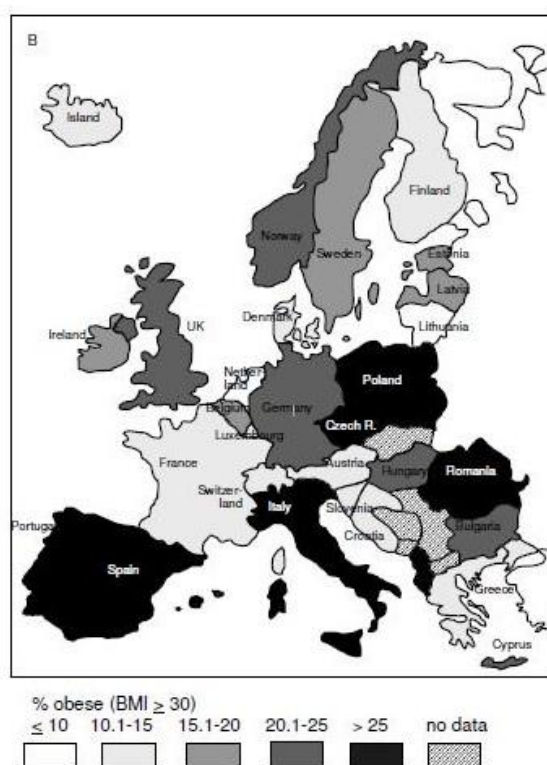 B
Island
Finland
Norway
Sweden
Estonia
Latvia
Lithuania
Denmark
Ireland
UK
Nether-
land
Belgium
Germany
Luxembourg
Poland
Czech R.
France
Austria
Hungary
Romania
Switzer-
land
Italy
Slovenia
Croatia
Bulgaria
Portuga
Spain
Greece
Cyprus
% obese (BMI ≥ 30)
≤ 10 10.1-15 15.1-20 20.1-25 > 25 no data